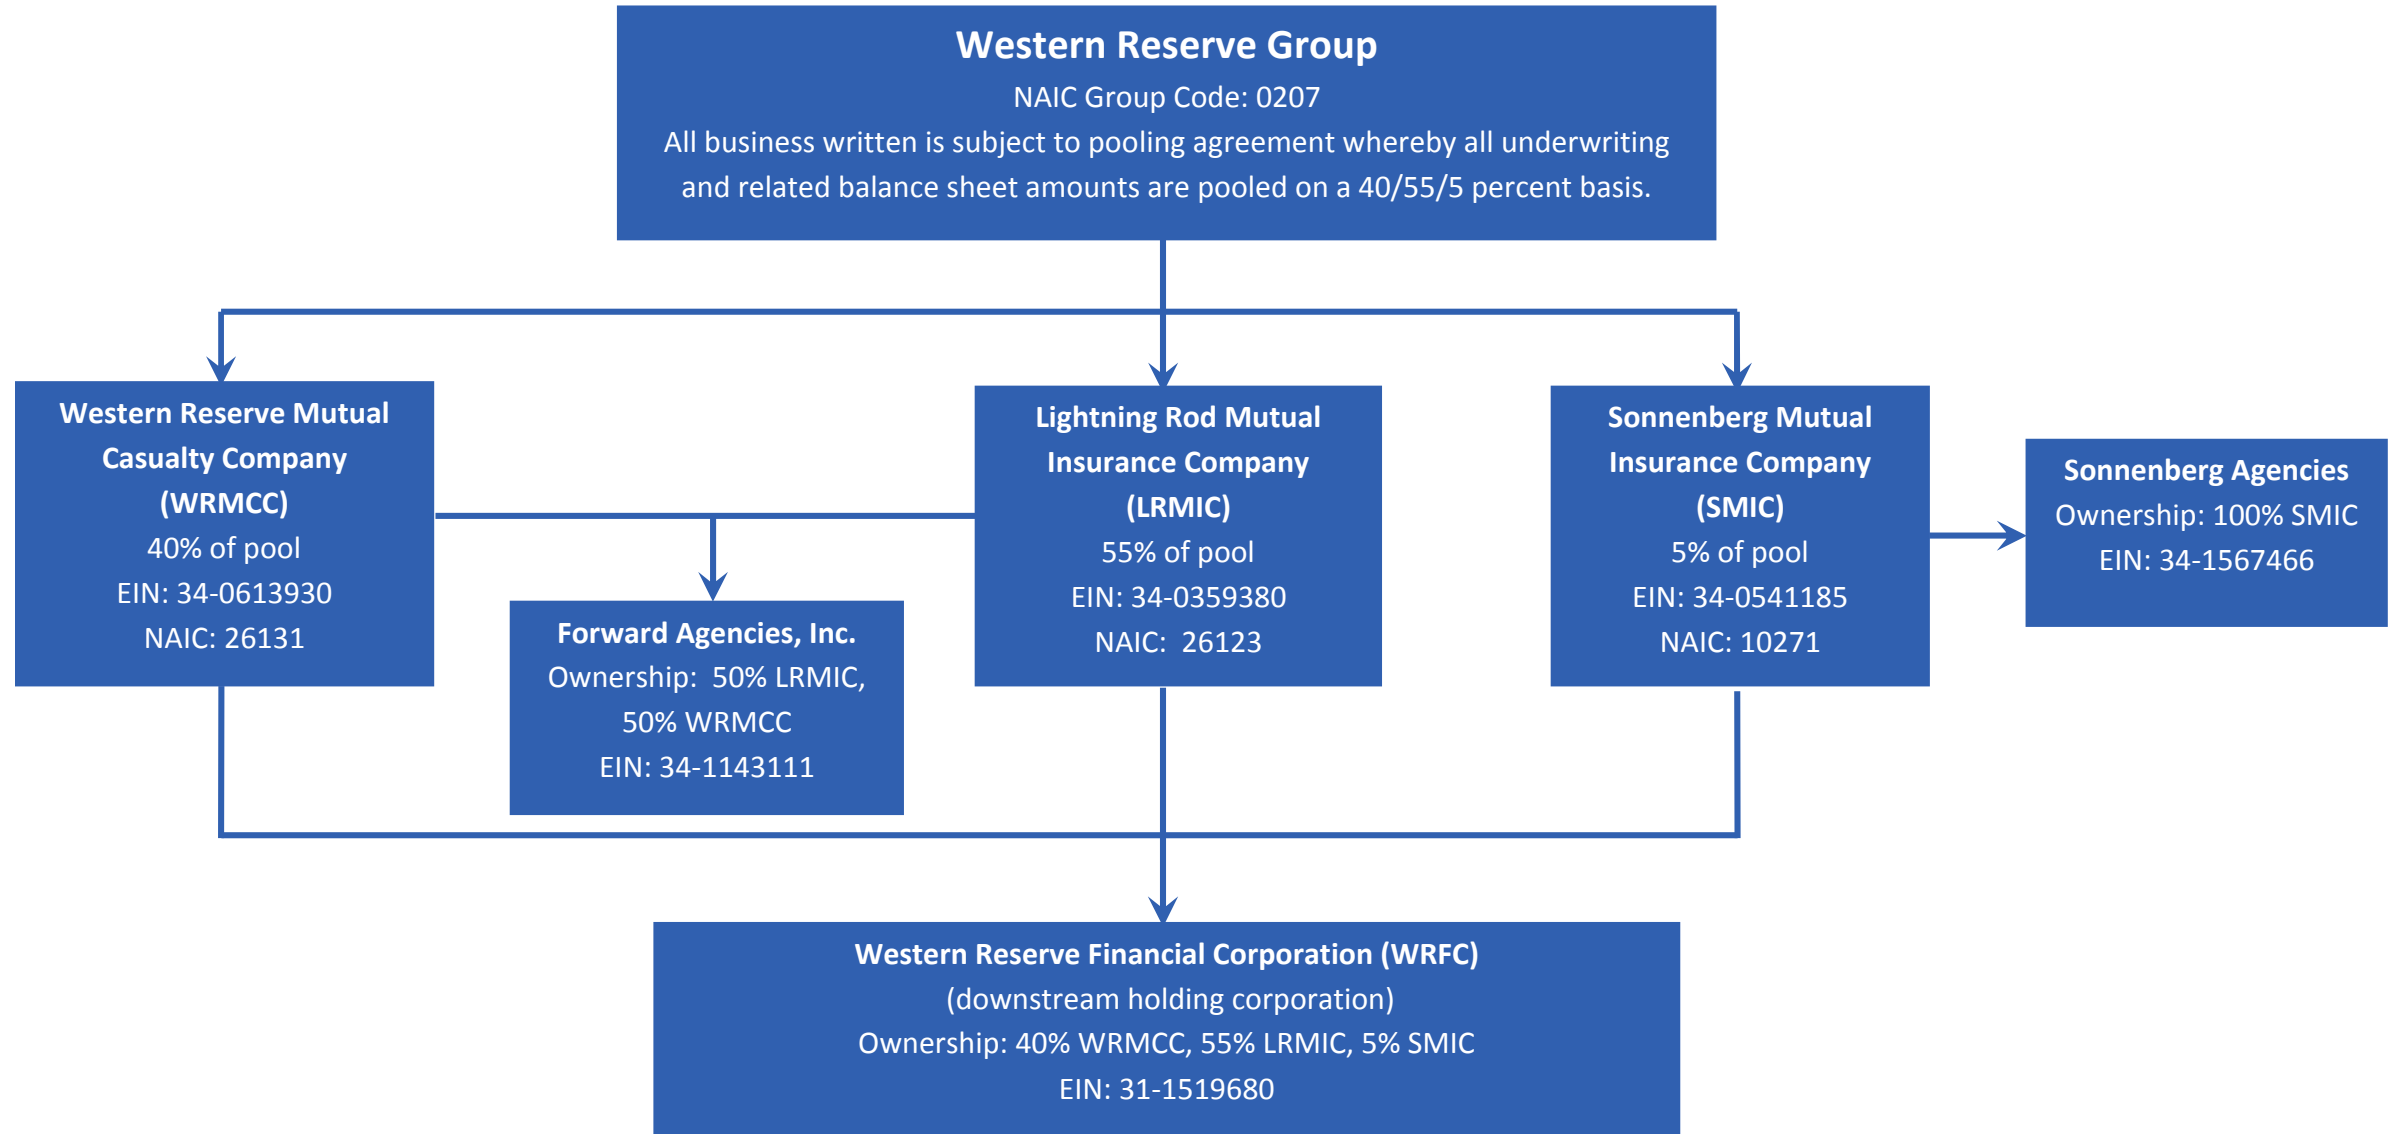 Western Reserve Group
NAIC Group Code: 0207
All business written is subject to pooling agreement whereby all underwriting
and related balance sheet amounts are pooled on a 40/55/5 percent basis.
Western Reserve Mutual
Casualty Company
(WRMCC)
40% of pool
EIN: 34-0613930
NAIC: 26131
Forward Agencies, Inc.
Ownership:  50% LRMIC,
50% WRMCC
EIN: 34-1143111
Lightning Rod Mutual
Insurance Company
(LRMIC)
55% of pool
EIN: 34-0359380
NAIC:  26123
Sonnenberg Mutual
Insurance Company
(SMIC)
5% of pool
EIN: 34-0541185
NAIC: 10271
Sonnenberg Agencies
Ownership: 100% SMIC
EIN: 34-1567466
Western Reserve Financial Corporation (WRFC)
(downstream holding corporation)
Ownership: 40% WRMCC, 55% LRMIC, 5% SMIC
EIN: 31-1519680